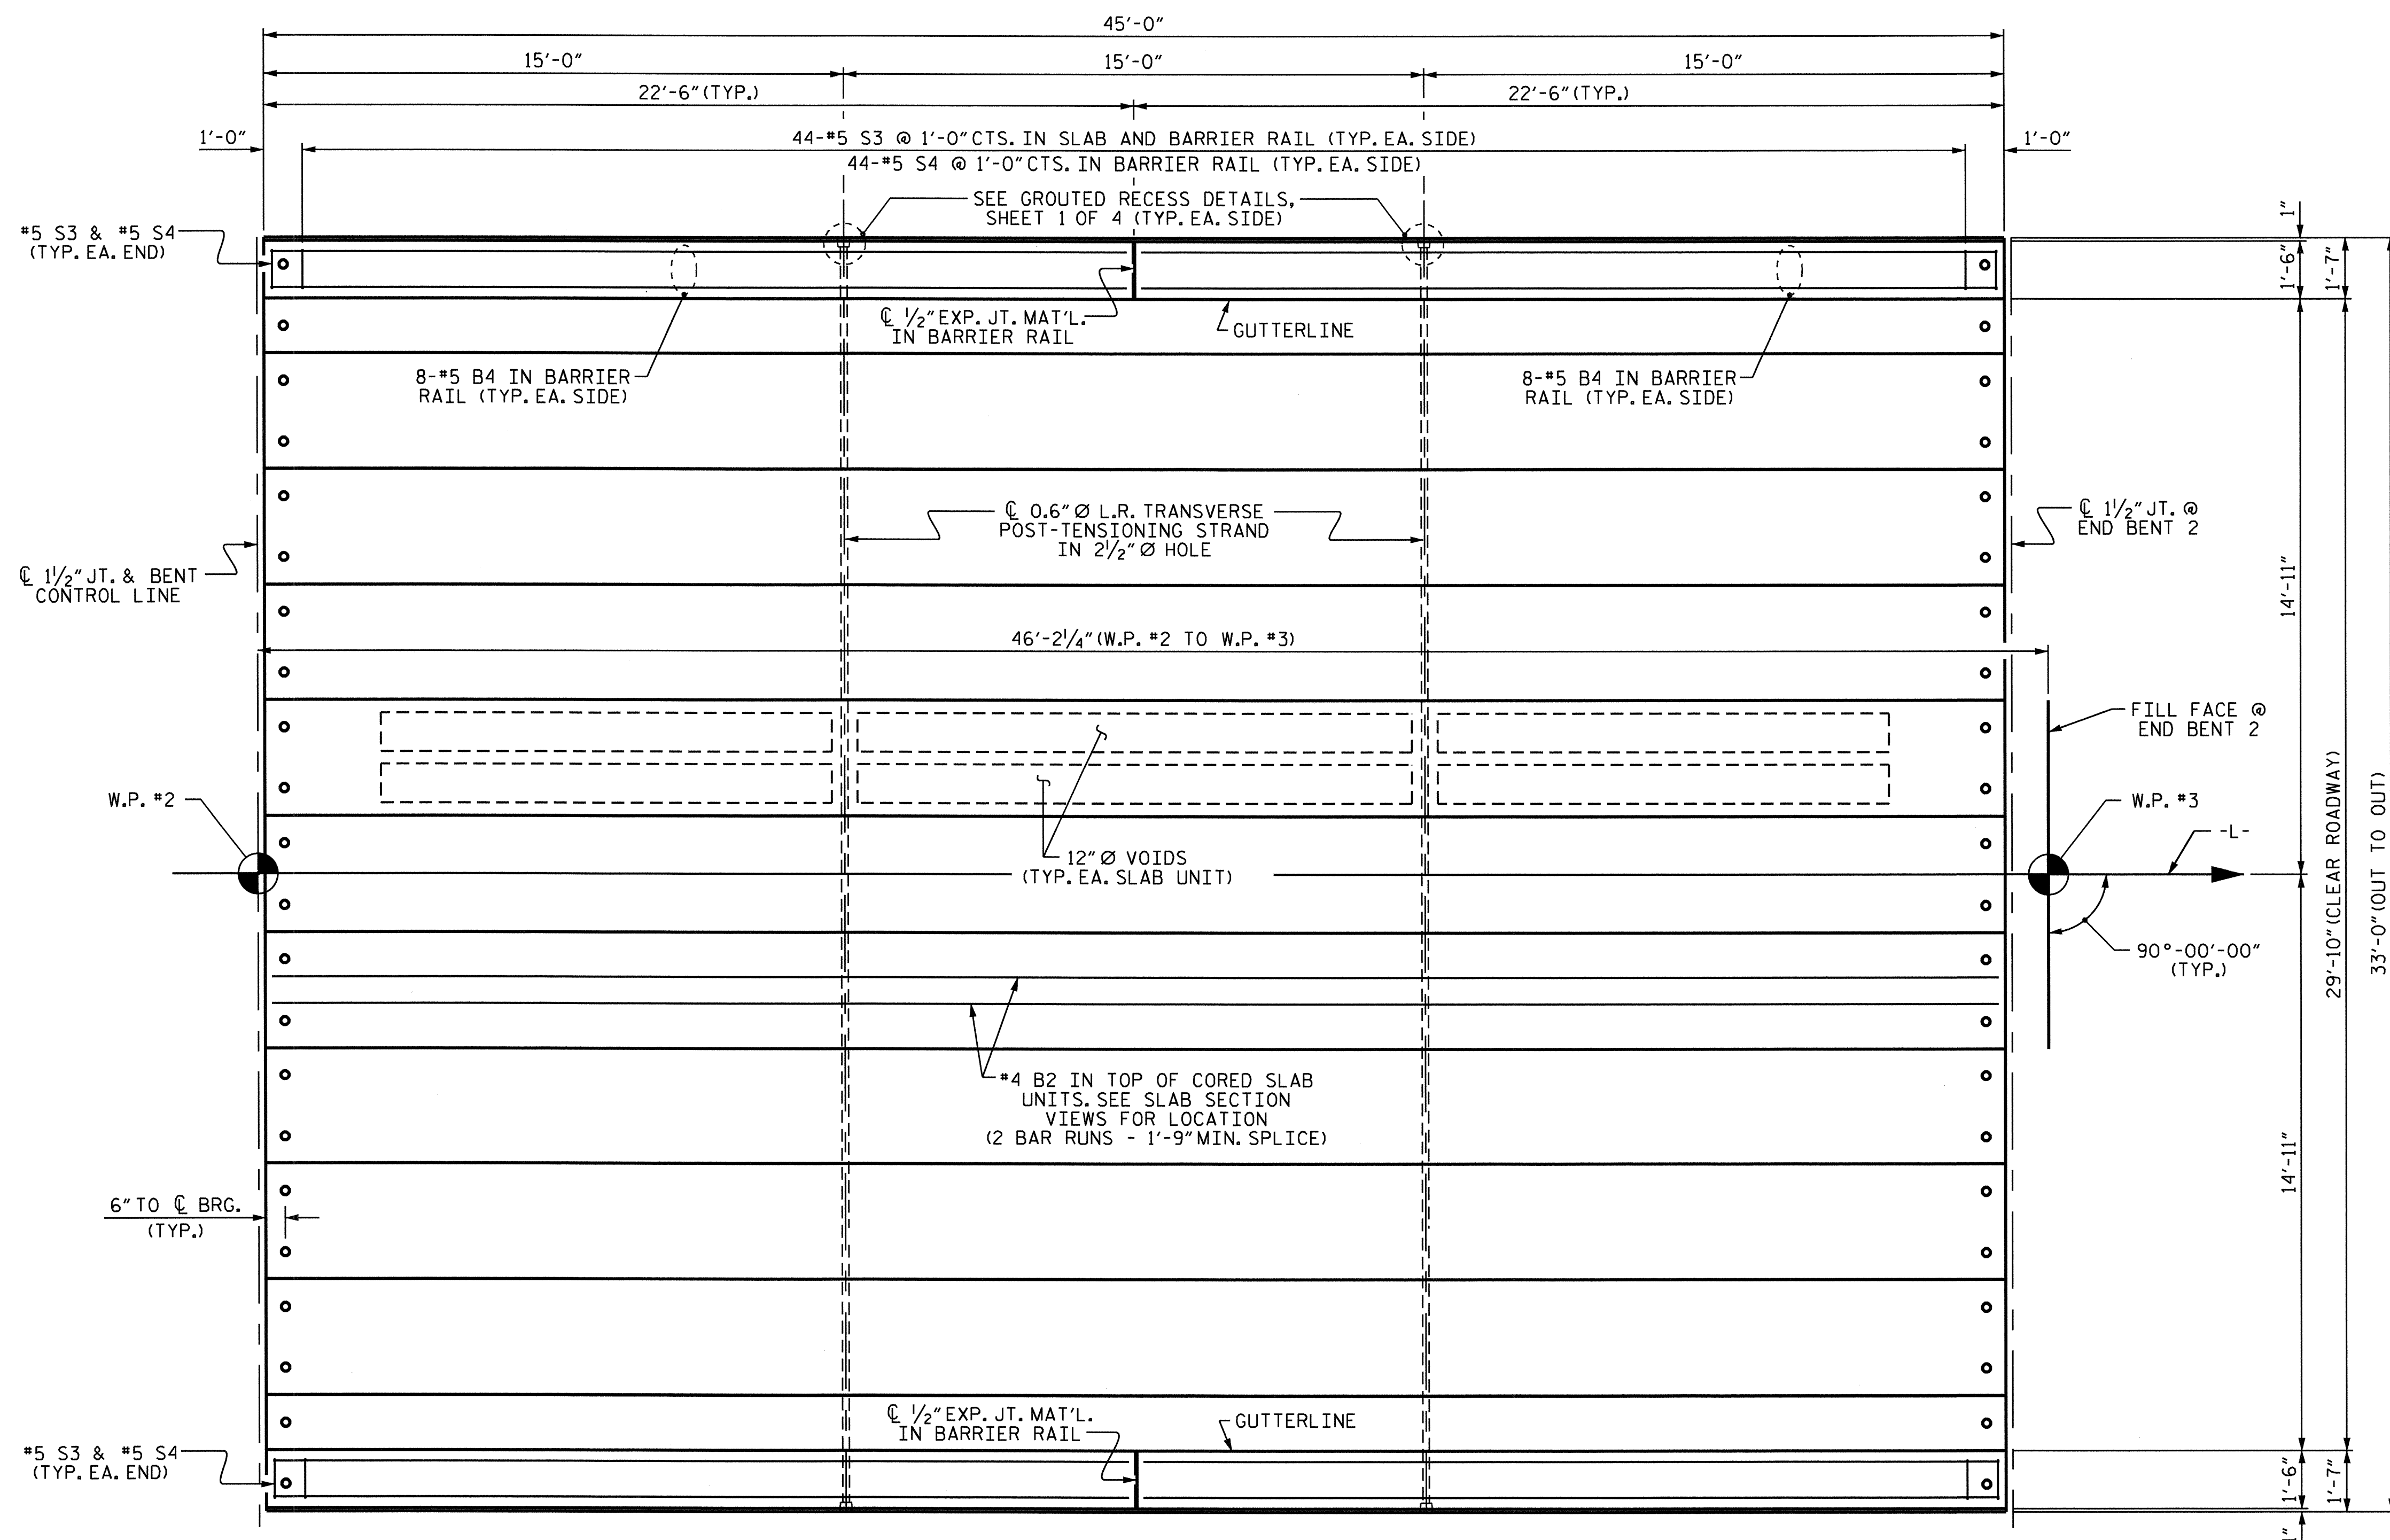 45'-0"
15'-0" 15'-0" 15'-0"
22'-6" (TYP.) 22'-6" (TYP.)
1'-0" 44-#5 S3 @ 1'-0" CTS. IN SLAB AND BARRIER RAIL (TYP. EA. SIDE) 1'-0"
44-#5 S4 @ 1'-0" CTS. IN BARRIER RAIL (TYP. EA. SIDE)
SEE GROUTED RECESS DETAILS,
SHEET 1 OF 4 (TYP. EA. SIDE)
#5 S3 & #5 S4
(TYP. EA. END)
1"
1'-6"
1'-7"
℄ 1/2" EXP. JT. MAT'L.
IN BARRIER RAIL
GUTTERLINE
8-#5 B4 IN BARRIER
RAIL (TYP. EA. SIDE)
8-#5 B4 IN BARRIER
RAIL (TYP. EA. SIDE)
℄ 0.6" Ø L.R. TRANSVERSE
POST-TENSIONING STRAND
IN 2 1/2" Ø HOLE
℄ 1 1/2" JT. @
END BENT 2
℄ 1 1/2" JT. & BENT
CONTROL LINE
14'-11"
46'-2 1/4" (W.P. #2 TO W.P. #3)
FILL FACE @
END BENT 2
W.P. #2
W.P. #3
-L-
12" Ø VOIDS
(TYP. EA. SLAB UNIT)
29'-10" (CLEAR ROADWAY)
33'-0" (OUT TO OUT)
90°-00'-00"
(TYP.)
#4 B2 IN TOP OF CORED SLAB
UNITS. SEE SLAB SECTION
VIEWS FOR LOCATION
(2 BAR RUNS - 1'-9" MIN. SPLICE)
14'-11"
6" TO ℄ BRG.
(TYP.)
℄ 1/2" EXP. JT. MAT'L.
IN BARRIER RAIL
GUTTERLINE
#5 S3 & #5 S4
(TYP. EA. END)
1'-6"
1'-7"
1"